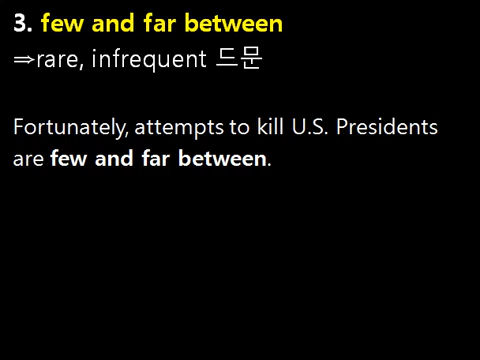 3. few and far between
⇒rare, infrequent 드문
Fortunately, attempts to kill U.S. Presidents
are few and far between.